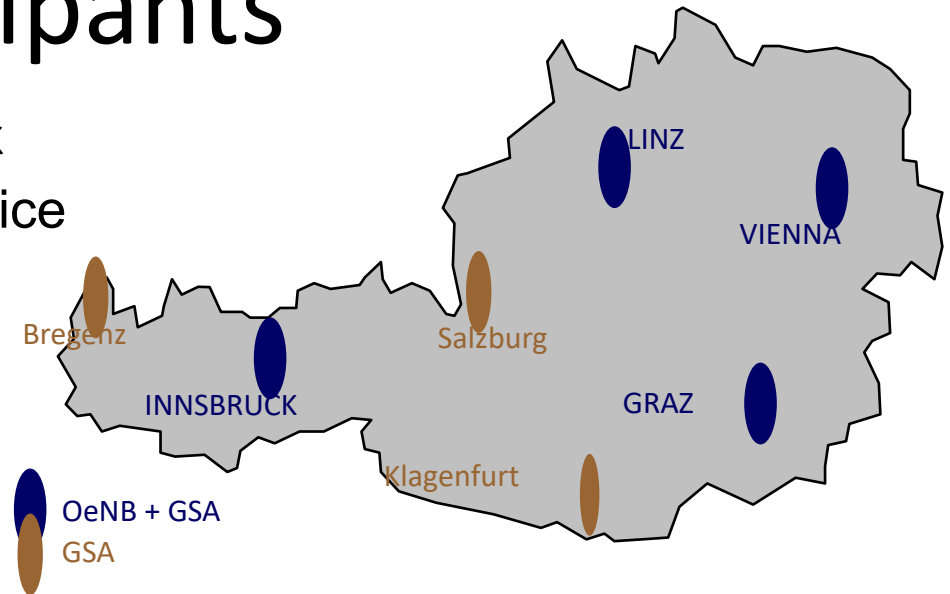 ipants
ice
LINZ
VIENNA
Bregenz
Salzburg
INNSBRUCK
GRAZ
Klagenfurt
OeNB + GSA
GSA